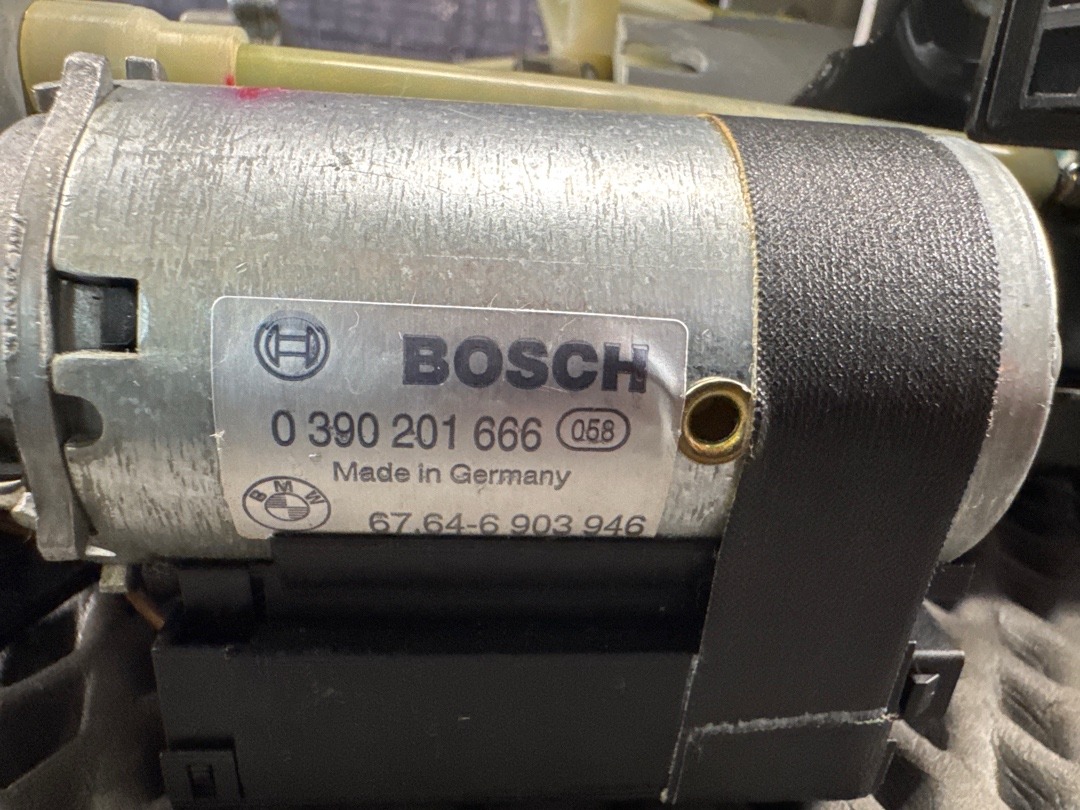 BOSCH
0 390 201 666 058
Made in Germany
BMW
67.64-6 903 946